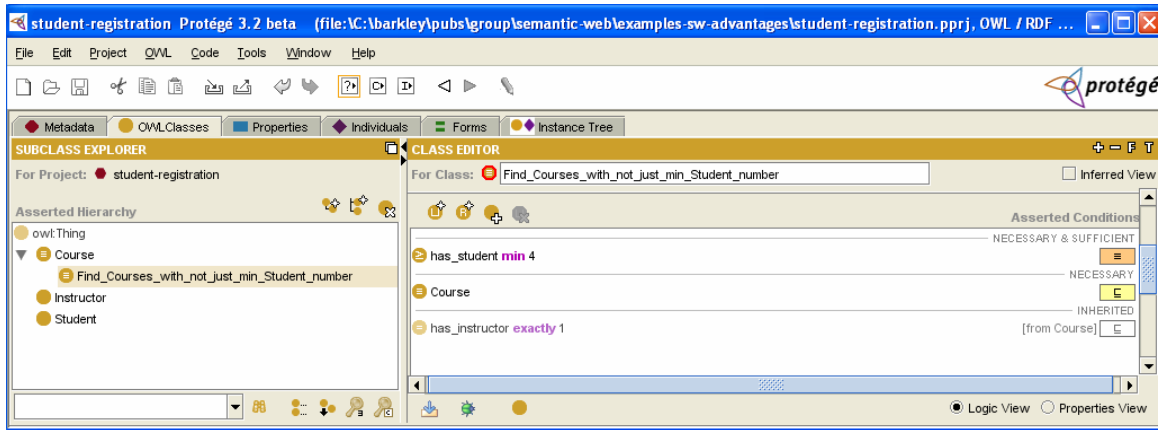 student-registration Protégé 3.2 beta (file:\C:\barkley\pubs\group\semantic-web\examples-sw-advantages\student-registration.pprj, OWL / RDF ...
File Edit Project OWL Code Tools Window Help
protégé
Metadata OWLClasses Properties Individuals Forms Instance Tree
SUBCLASS EXPLORER CLASS EDITOR F T
For Project: student-registration For Class: Find_Courses_with_not_just_min_Student_number Inferred View
Asserted Hierarchy Asserted Conditions
owl:Thing NECESSARY & SUFFICIENT
Course has_student min 4
Find_Courses_with_not_just_min_Student_number NECESSARY
Instructor Course
Student INHERITED
has_instructor exactly 1 [from Course]
Logic View Properties View